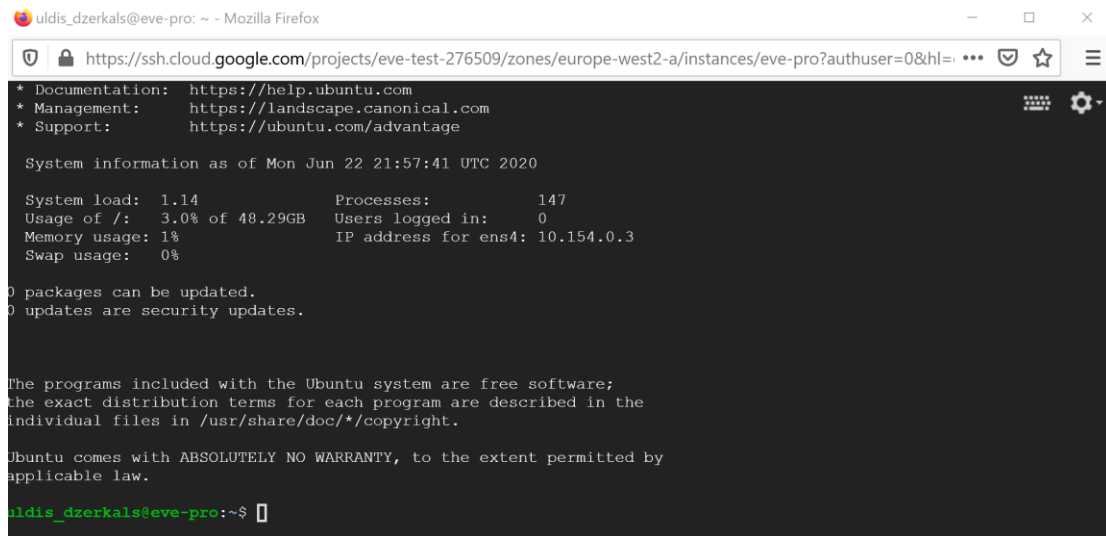 uldis_dzerkals@eve-pro: ~ - Mozilla Firefox
https://ssh.cloud.google.com/projects/eve-test-276509/zones/europe-west2-a/instances/eve-pro?authuser=0&hl=
* Documentation:  https://help.ubuntu.com
* Management:     https://landscape.canonical.com
* Support:        https://ubuntu.com/advantage
System information as of Mon Jun 22 21:57:41 UTC 2020
System load:  1.14              Processes:           147
Usage of /:   3.0% of 48.29GB   Users logged in:     0
Memory usage: 1%                IP address for ens4: 10.154.0.3
Swap usage:   0%
0 packages can be updated.
0 updates are security updates.
The programs included with the Ubuntu system are free software;
the exact distribution terms for each program are described in the
individual files in /usr/share/doc/*/copyright.
Ubuntu comes with ABSOLUTELY NO WARRANTY, to the extent permitted by
applicable law.
uldis_dzerkals@eve-pro:~$